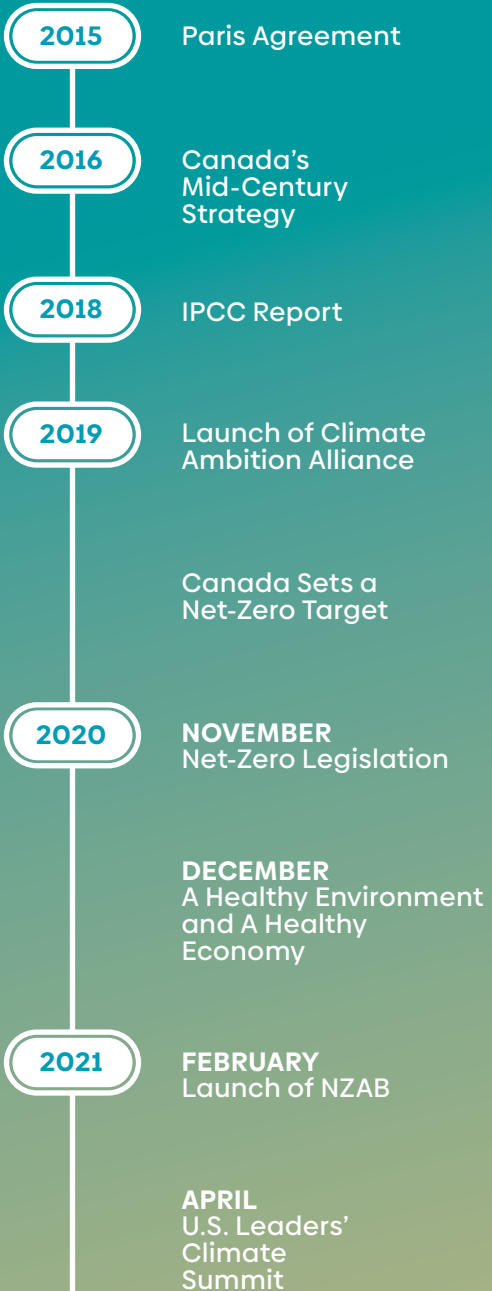 2015
Paris Agreement
2016
Canada’s
Mid-Century
Strategy
2018
IPCC Report
2019
Launch of Climate
Ambition Alliance
Canada Sets a
Net-Zero Target
2020
NOVEMBER
Net-Zero Legislation
DECEMBER
A Healthy Environment
and A Healthy
Economy
2021
FEBRUARY
Launch of NZAB
APRIL
U.S. Leaders’
Climate
Summit